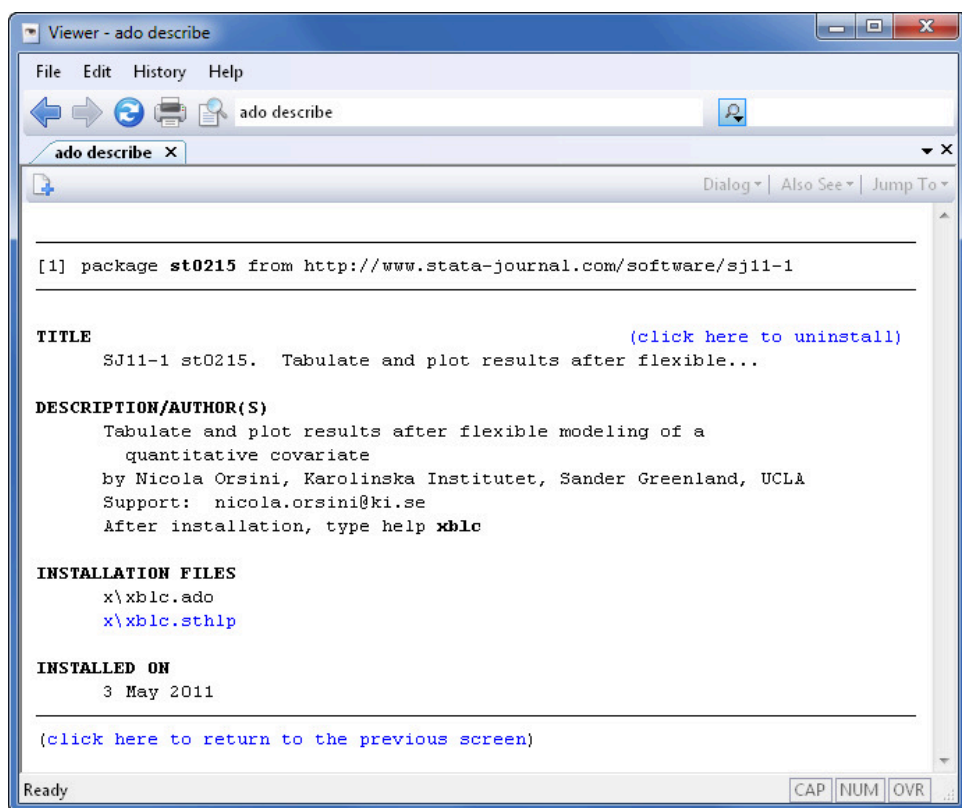 Viewer - ado describe
File Edit History Help
ado describe
ado describe X
Dialog Also See Jump To
[1] package st0215 from http://www.stata-journal.com/software/sj11-1
TITLE (click here to uninstall)
SJ11-1 st0215. Tabulate and plot results after flexible...
DESCRIPTION/AUTHOR(S)
Tabulate and plot results after flexible modeling of a
quantitative covariate
by Nicola Orsini, Karolinska Institutet, Sander Greenland, UCLA
Support: nicola.orsini@ki.se
After installation, type help xblc
INSTALLATION FILES
x\xblc.ado
x\xblc.sthlp
INSTALLED ON
3 May 2011
(click here to return to the previous screen)
Ready CAP NUM OVR